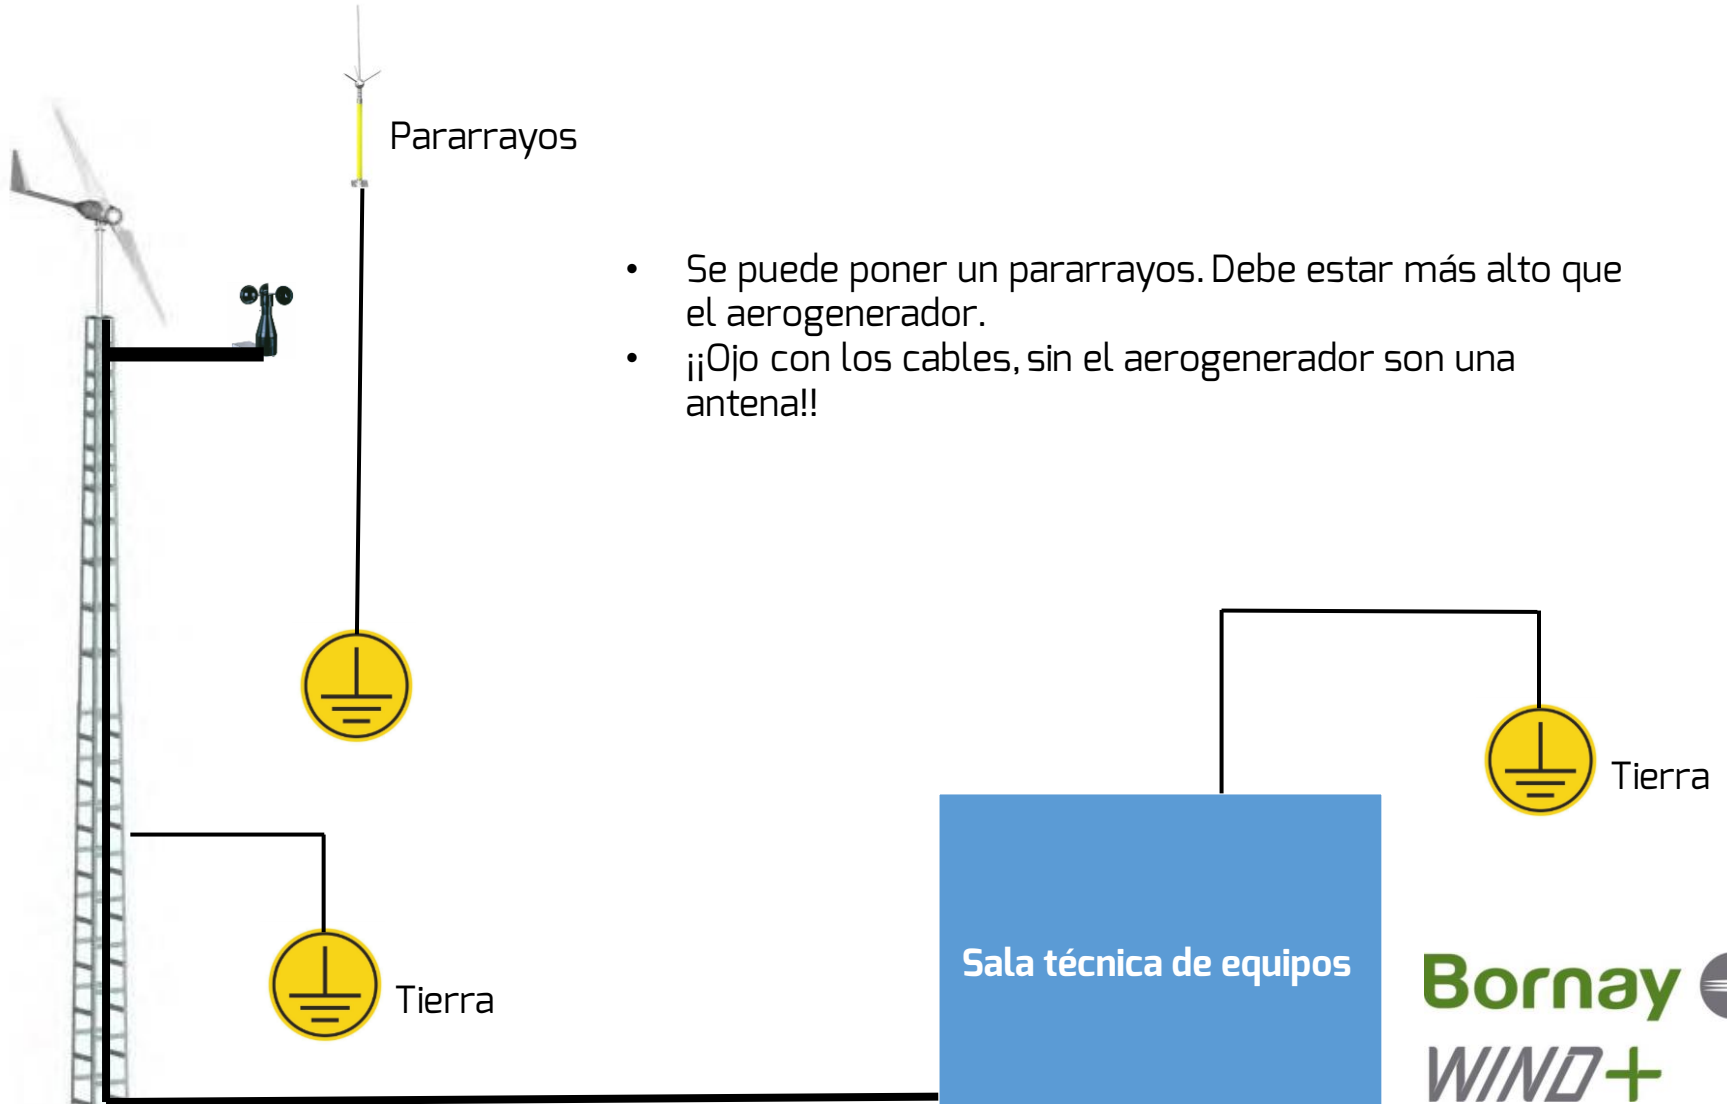 Pararrayos
• Se puede poner un pararrayos. Debe estar más alto que
el aerogenerador.
• ¡¡Ojo con los cables, sin el aerogenerador son una
antena!!
Tierra
Sala técnica de equipos
Tierra
Bornay
WIND+